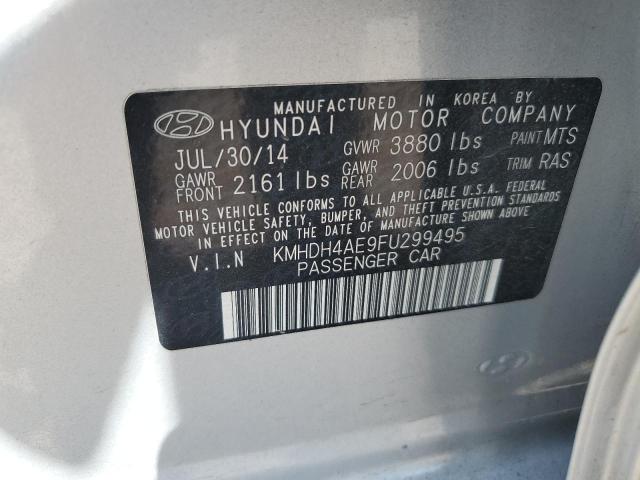 MANUFACTURED IN KOREA BY
HYUNDAI MOTOR COMPANY
JUL/30/14 GVWR 3880 lbs PAINT MTS
GAWR FRONT 2161 lbs GAWR REAR 2006 lbs TRIM RAS
THIS VEHICLE CONFORMS TO ALL APPLICABLE U.S.A. FEDERAL
MOTOR VEHICLE SAFETY, BUMPER, AND THEFT PREVENTION STANDARDS
IN EFFECT ON THE DATE OF MANUFACTURE SHOWN ABOVE.
V.I.N KMHDH4AE9FU299495
PASSENGER CAR